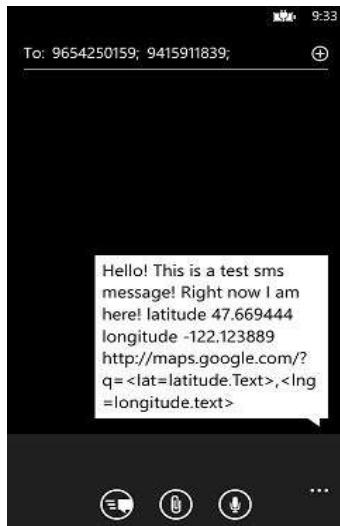 9:33
To: 9654250159; 9415911839;
Hello! This is a test sms
message! Right now I am
here! latitude 47.669444
longitude -122.123889
http://maps.google.com/?
q=<lat=latitude.Text>,<lng
=longitude.text>